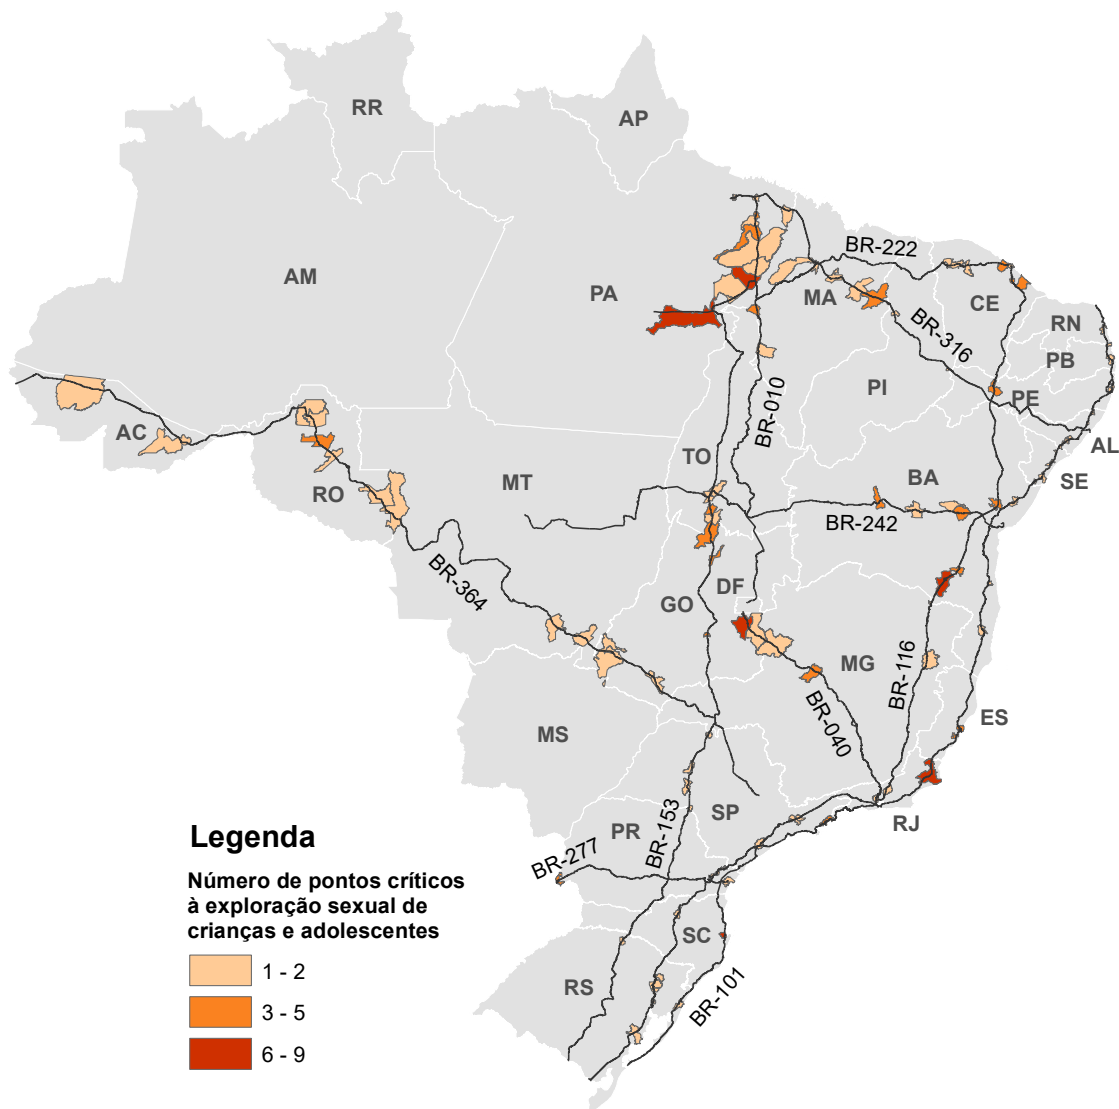 RR
AP
AM
PA
BR-222
MA
CE
RN
PB
BR-316
PI
PE
BR-010
AC
AL
TO
SE
BA
MT
RO
BR-242
BR-364
DF
GO
MG
BR-116
ES
MS
BR-040
SP
RJ
PR
BR-153
BR-277
SC
RS
BR-101
Legenda
Número de pontos críticos
à exploração sexual de
crianças e adolescentes
1 - 2
3 - 5
6 - 9